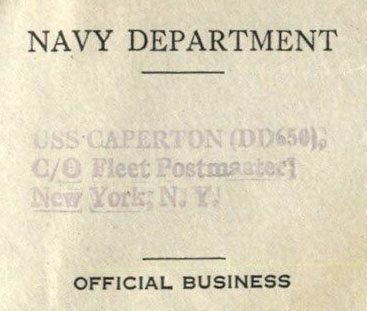 NAVY DEPARTMENT
USS CAPERTON (DD650),
C/O Fleet Postmaster,
New York, N. Y.
OFFICIAL BUSINESS